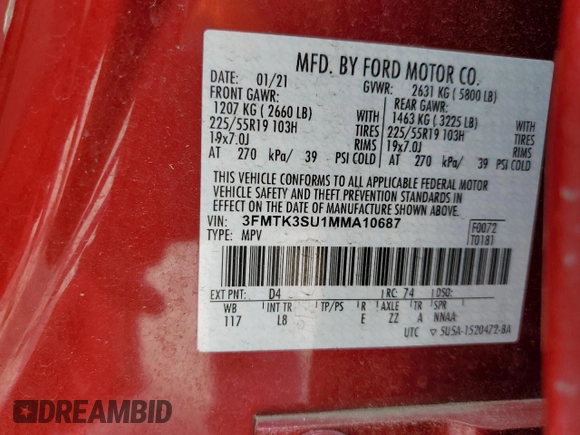 MFD. BY FORD MOTOR CO.
DATE: 01/21 GVWR: 2631 KG ( 5800 LB)
FRONT GAWR: REAR GAWR:
1207 KG ( 2660 LB) WITH 1463 KG ( 3225 LB) WITH
225/55R19 103H TIRES 225/55R19 103H TIRES
19x7.0J RIMS 19x7.0J RIMS
AT 270 kPa/ 39 PSI COLD AT 270 kPa/ 39 PSI COLD
THIS VEHICLE CONFORMS TO ALL APPLICABLE FEDERAL MOTOR
VEHICLE SAFETY AND THEFT PREVENTION STANDARDS IN
EFFECT ON THE DATE OF MANUFACTURE SHOWN ABOVE.
VIN: 3FMTK3SU1MMA10687 F0072
TYPE: MPV T0181
EXT PNT: D4 RC: 74 DSO:
WB INT TR TP/PS R AXLE TR SPR
117 L8 E ZZ A NNAA
UTC ▽ 5U5A-1520472-BA
DREAMBID